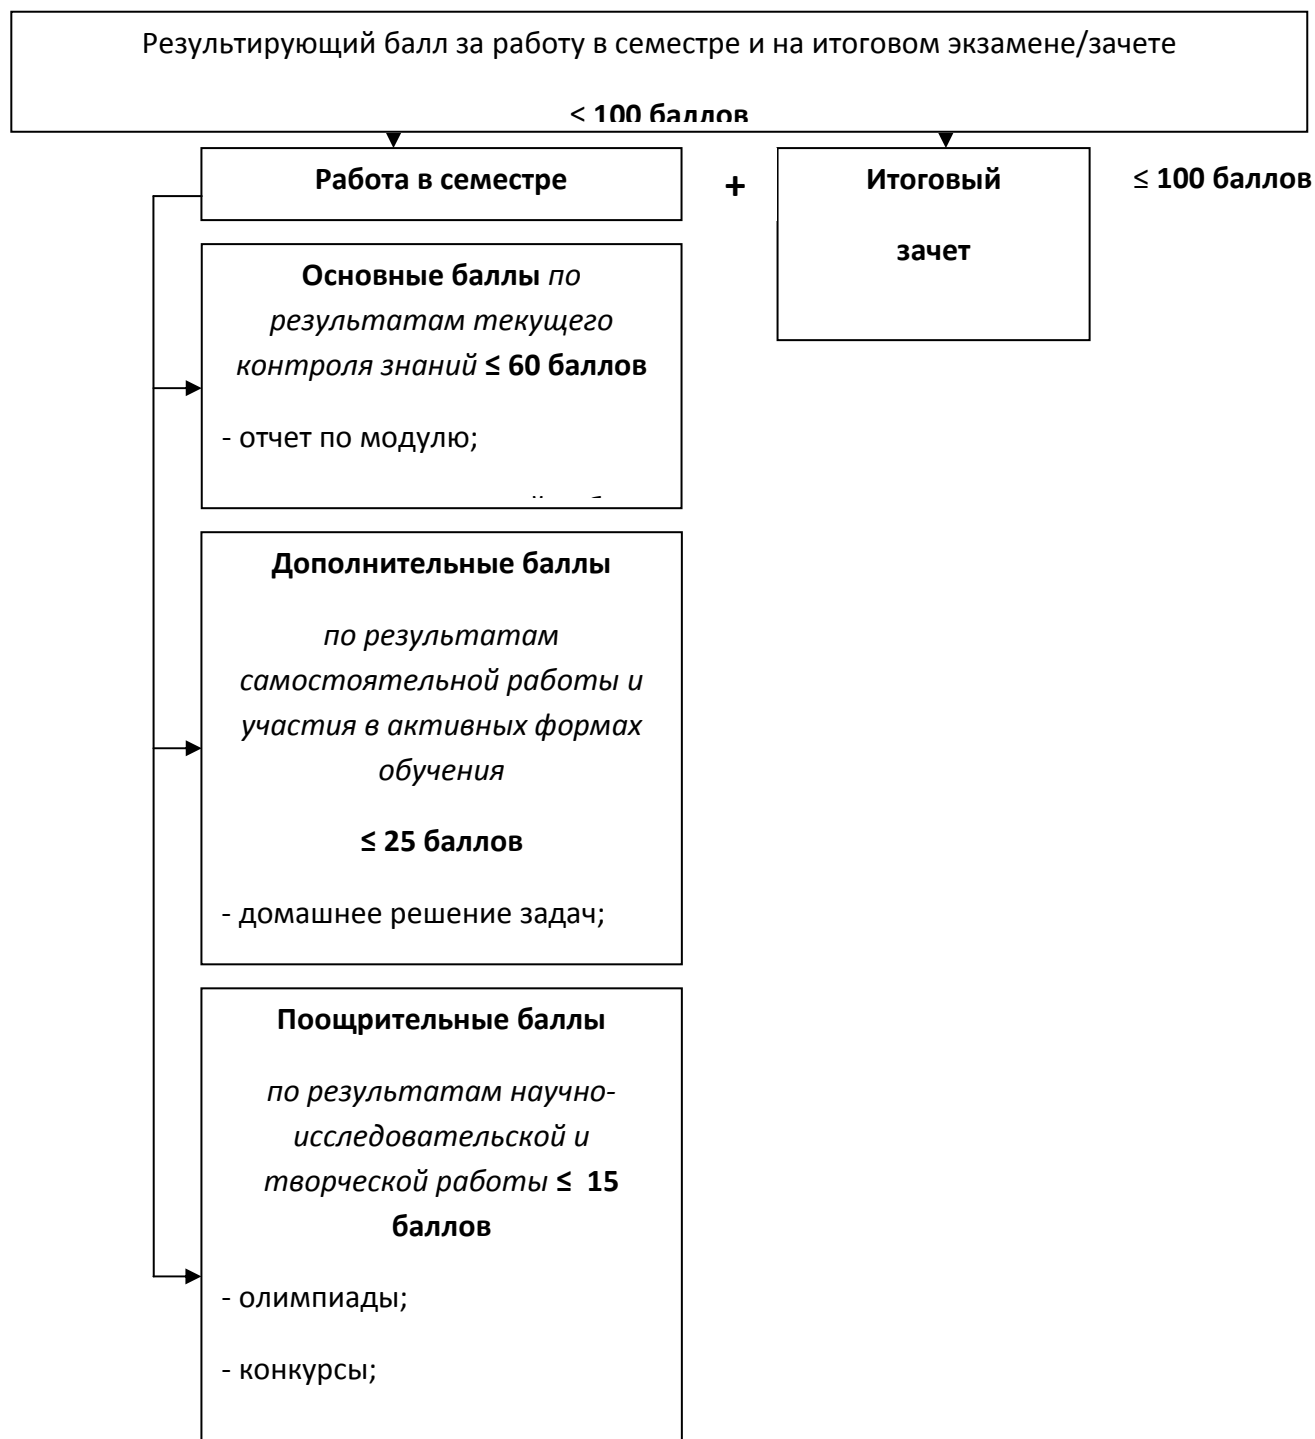 Результирующий балл за работу в семестре и на итоговом экзамене/зачете
≤ 100 баллов
Работа в семестре
+
Итоговый
зачет
≤ 100 баллов
Основные баллы по
результатам текущего
контроля знаний ≤ 60 баллов
- отчет по модулю;
Дополнительные баллы
по результатам
самостоятельной работы и
участия в активных формах
обучения
≤ 25 баллов
- домашнее решение задач;
Поощрительные баллы
по результатам научно-
исследовательской и
творческой работы ≤ 15
баллов
- олимпиады;
- конкурсы;